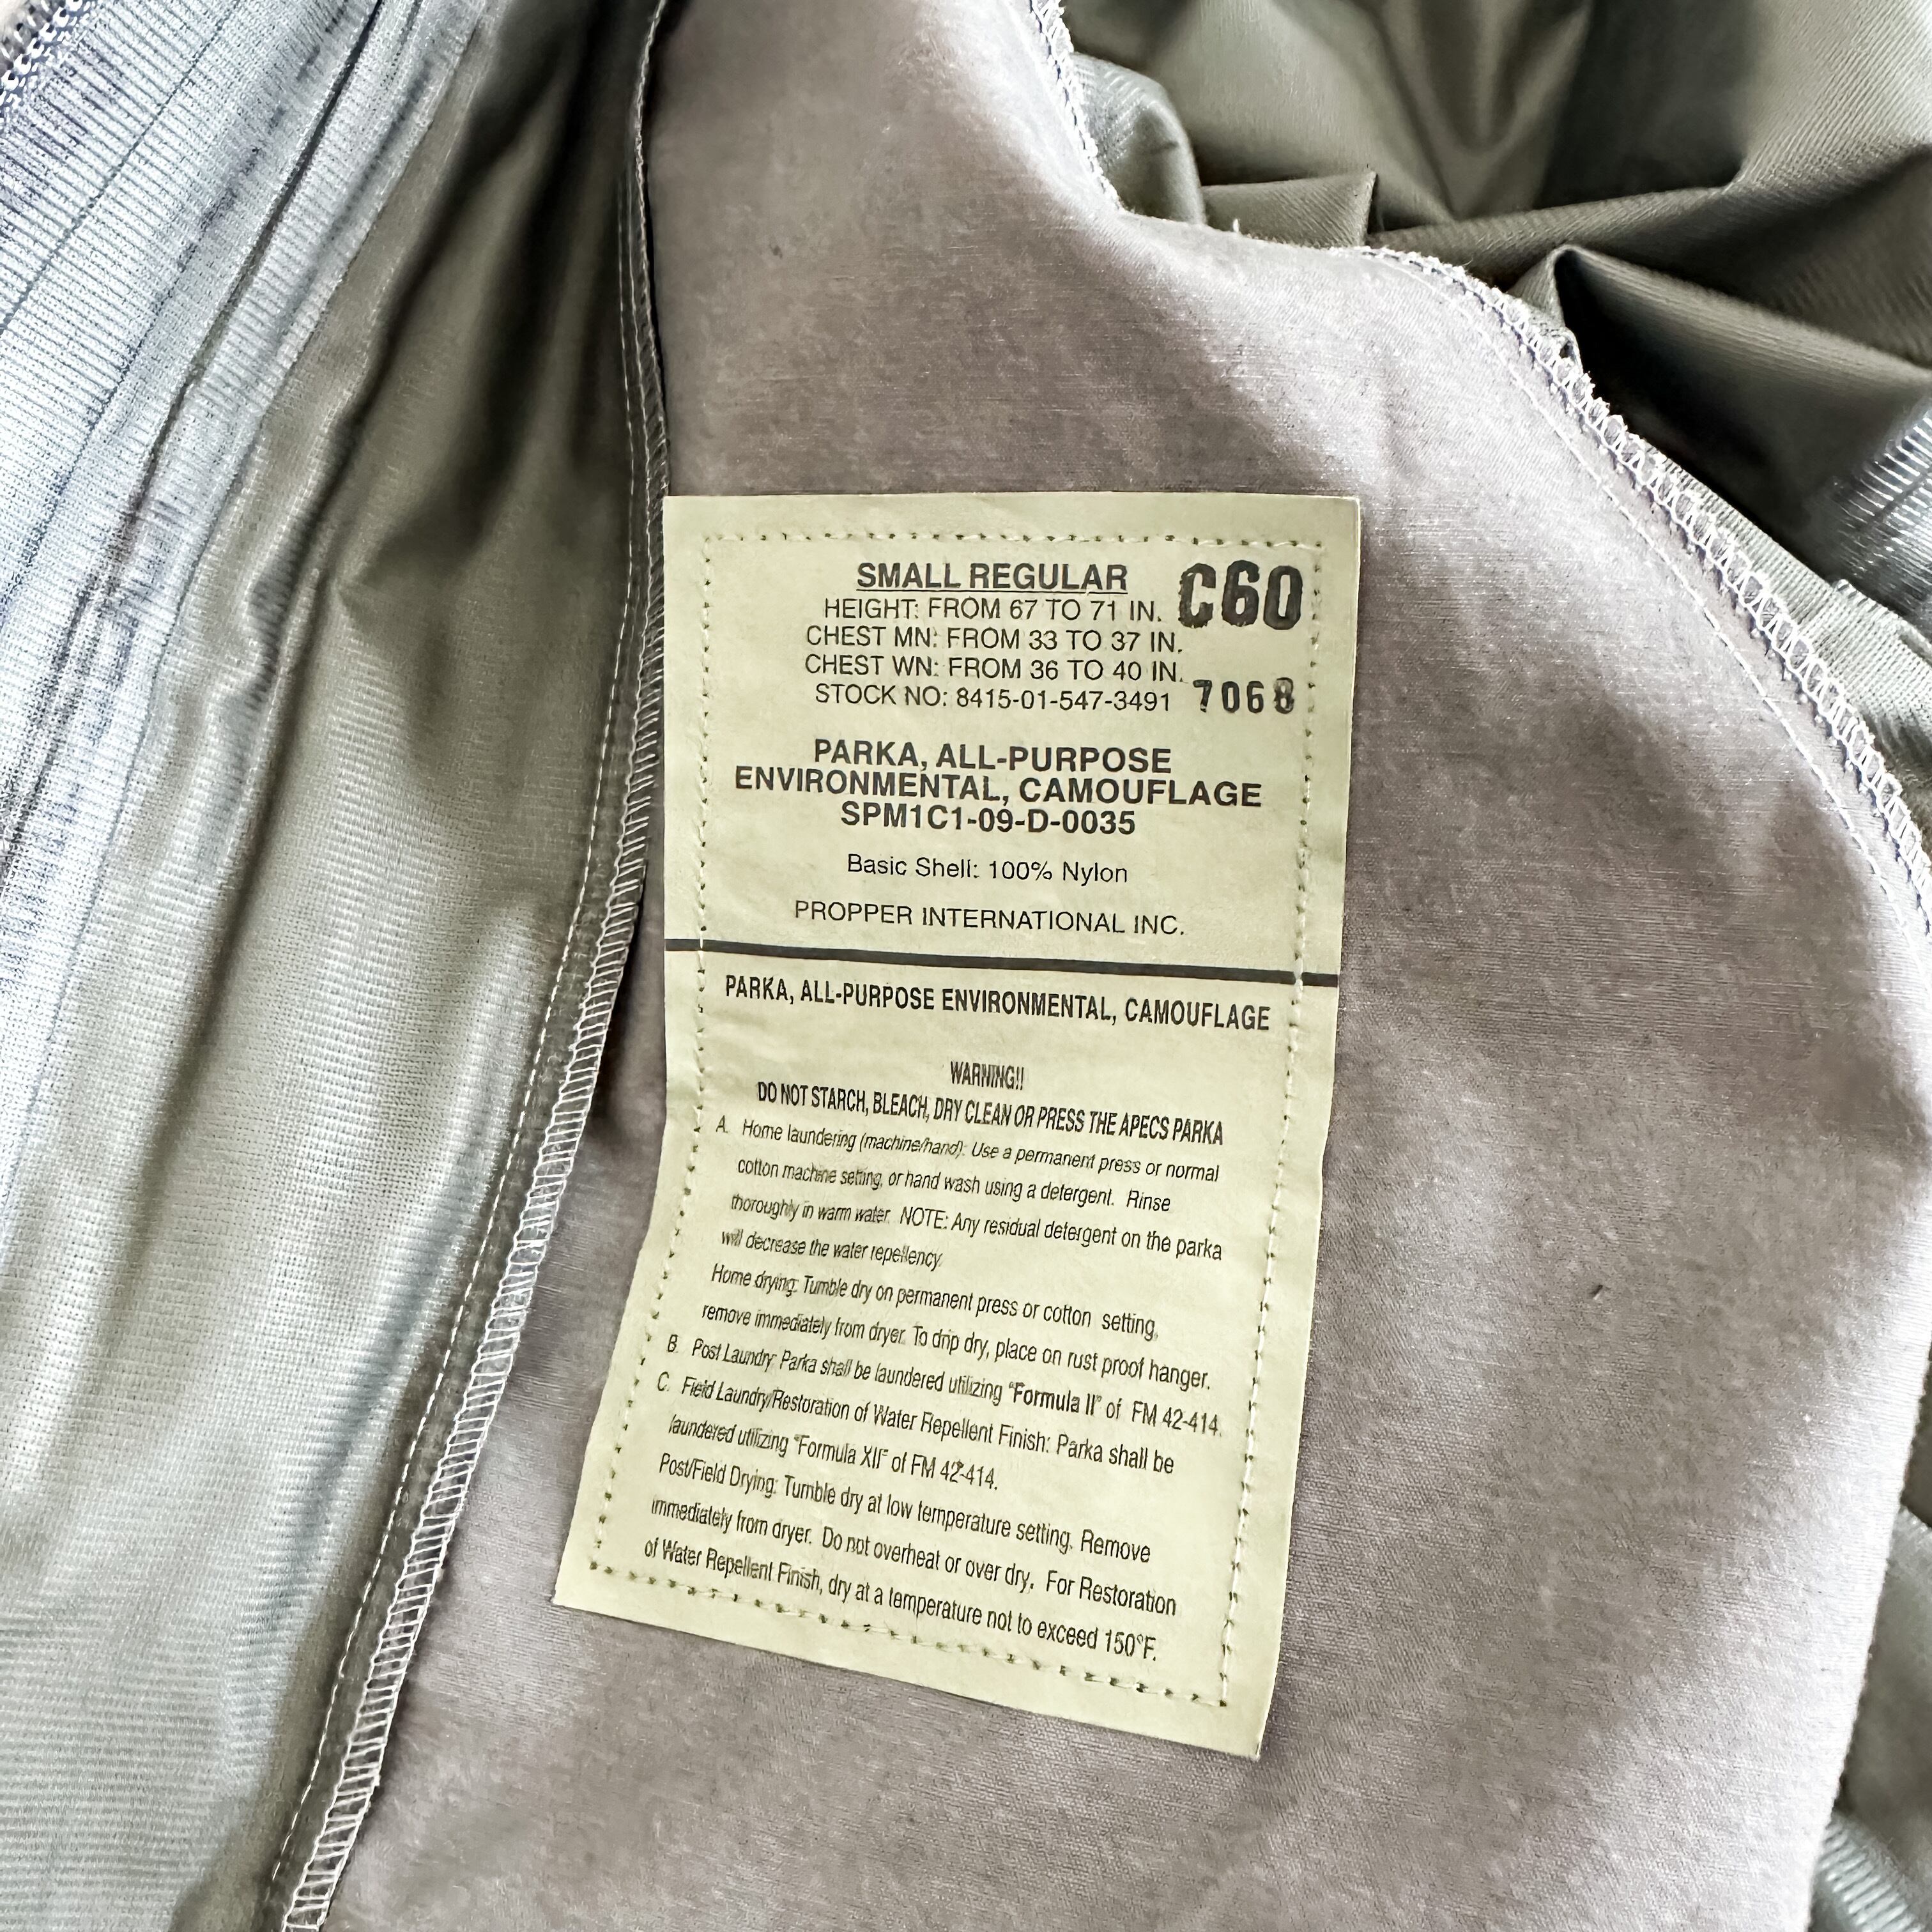 SMALL REGULAR C60
HEIGHT: FROM 67 TO 71 IN.
CHEST MN: FROM 33 TO 37 IN.
CHEST WN: FROM 36 TO 40 IN.
STOCK NO: 8415-01-547-3491 7068
PARKA, ALL-PURPOSE
ENVIRONMENTAL, CAMOUFLAGE
SPM1C1-09-D-0035
Basic Shell: 100% Nylon
PROPPER INTERNATIONAL INC.
PARKA, ALL-PURPOSE ENVIRONMENTAL, CAMOUFLAGE
WARNING!!
DO NOT STARCH, BLEACH, DRY CLEAN OR PRESS THE APECS PARKA
A. Home laundering (machine/hand): Use a permanent press or normal
cotton machine setting, or hand wash using a detergent. Rinse
thoroughly in warm water. NOTE: Any residual detergent on the parka
will decrease the water repellency.
Home drying: Tumble dry on permanent press or cotton setting,
remove immediately from dryer. To drip dry, place on rust proof hanger.
B. Post Laundry: Parka shall be laundered utilizing "Formula II" of FM 42-414.
C. Field Laundry/Restoration of Water Repellent Finish: Parka shall be
laundered utilizing "Formula XII" of FM 42-414.
Post/Field Drying: Tumble dry at low temperature setting. Remove
immediately from dryer. Do not overheat or over dry. For Restoration
of Water Repellent Finish, dry at a temperature not to exceed 150°F.